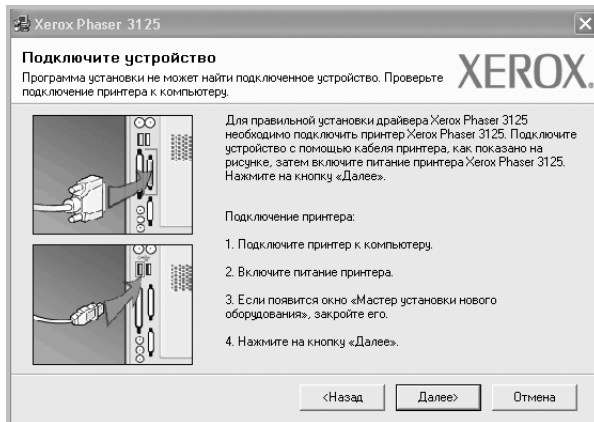 Xerox Phaser 3125
Подключите устройство
Программа установки не может найти подключенное устройство. Проверьте
подключение принтера к компьютеру.
XEROX.
Для правильной установки драйвера Xerox Phaser 3125
необходимо подключить принтер Xerox Phaser 3125. Подключите
устройство с помощью кабеля принтера, как показано на
рисунке, затем включите питание принтера Xerox Phaser 3125.
Нажмите на кнопку «Далее».
Подключение принтера:
1. Подключите принтер к компьютеру.
2. Включите питание принтера.
3. Если появится окно «Мастер установки нового
оборудования», закройте его.
4. Нажмите на кнопку «Далее».
<Назад
Далее>
Отмена